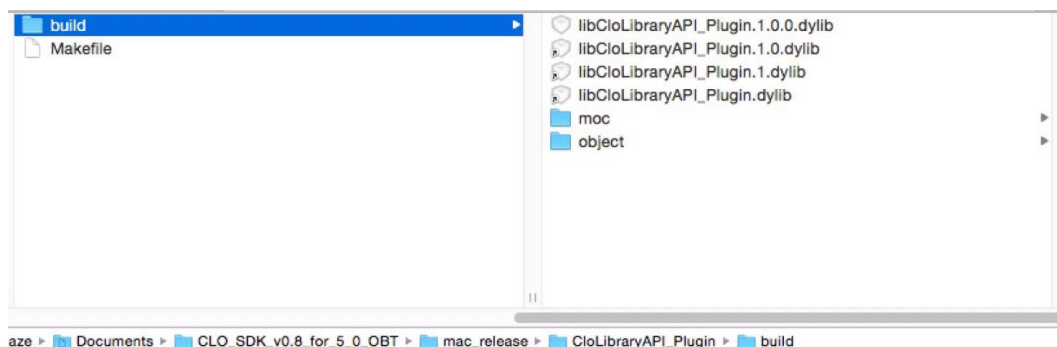 build
Makefile
libCloLibraryAPI_Plugin.1.0.0.dylib
libCloLibraryAPI_Plugin.1.0.dylib
libCloLibraryAPI_Plugin.1.dylib
libCloLibraryAPI_Plugin.dylib
moc
object
aze ▸ Documents ▸ CLO_SDK_v0.8_for_5_0_OBT ▸ mac_release ▸ CloLibraryAPI_Plugin ▸ build